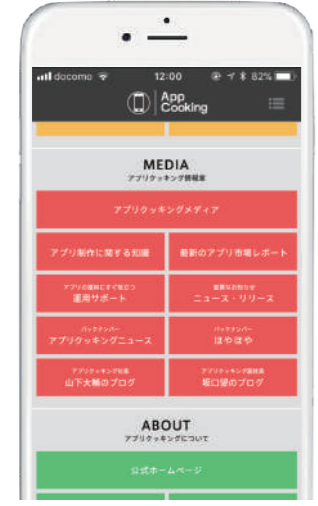 docomo 12:00 82%
App
Cooking
MEDIA
アプリクッキング情報室
アプリクッキングメディア
アプリ制作に関する知識 最新のアプリ市場レポート
アプリの運用にすぐ役立つ 重要なお知らせ
運用サポート ニュース・リリース
バックナンバー バックナンバー
アプリクッキングニュース ほやほや
アプリクッキング社長 アプリクッキング副社長
山下大輔のブログ 堀口望のブログ
ABOUT
アプリクッキングについて
公式ホームページ